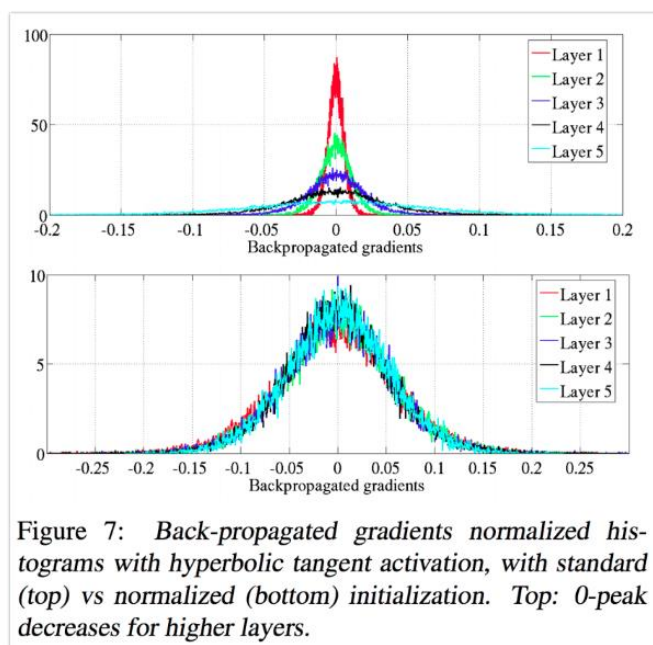 100
50
0
-0.2 -0.15 -0.1 -0.05 0 0.05 0.1 0.15 0.2
Backpropagated gradients
Layer 1
Layer 2
Layer 3
Layer 4
Layer 5
10
5
0
-0.25 -0.2 -0.15 -0.1 -0.05 0 0.05 0.1 0.15 0.2 0.25
Backpropagated gradients
Layer 1
Layer 2
Layer 3
Layer 4
Layer 5
Figure 7: Back-propagated gradients normalized his-
tograms with hyperbolic tangent activation, with standard
(top) vs normalized (bottom) initialization. Top: 0-peak
decreases for higher layers.